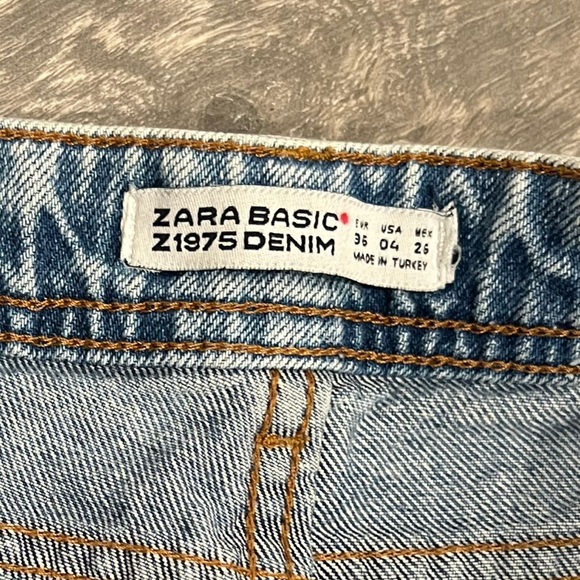 ZARA BASIC
Z1975 DENIM
EUR USA MEX
36 04 26
MADE IN TURKEY